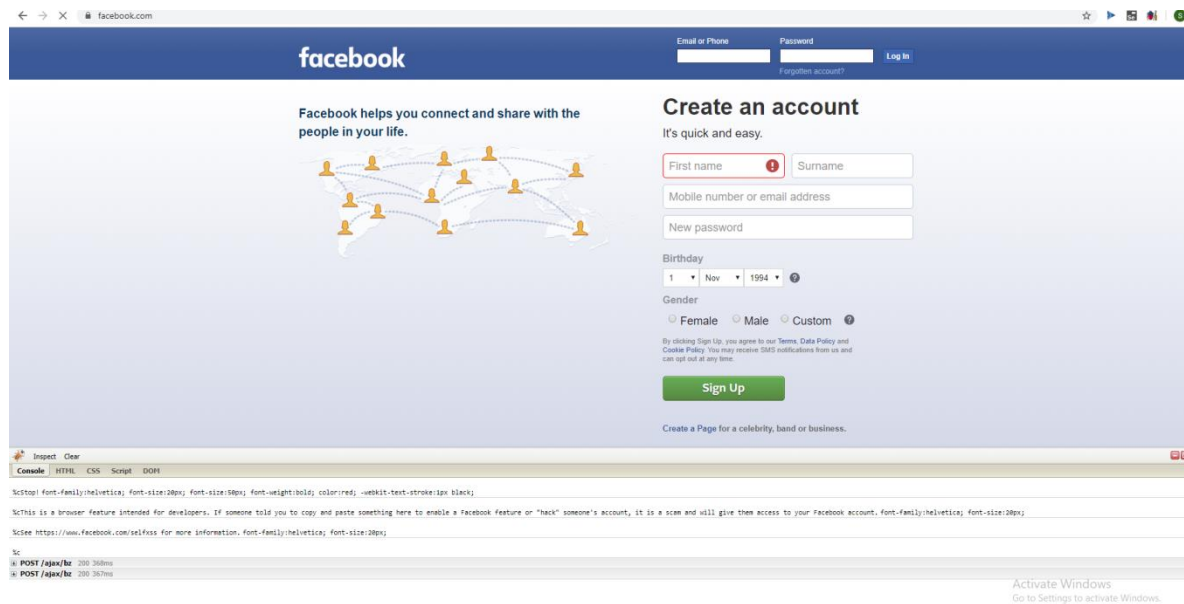 facebook.com
S
facebook
Email or Phone
Password
Log In
Forgotten account?
Facebook helps you connect and share with the
people in your life.
Create an account
It's quick and easy.
First name
Surname
Mobile number or email address
New password
Birthday
1 Nov 1994
Gender
Female Male Custom
By clicking Sign Up, you agree to our Terms, Data Policy and
Cookie Policy. You may receive SMS notifications from us and
can opt out at any time.
Sign Up
Create a Page for a celebrity, band or business.
Inspect Clear
Console HTML CSS Script DOM
%cStop! font-family:helvetica; font-size:20px; font-size:50px; font-weight:bold; color:red; -webkit-text-stroke:1px black;
%cThis is a browser feature intended for developers. If someone told you to copy and paste something here to enable a Facebook feature or "hack" someone's account, it is a scam and will give them access to your Facebook account. font-family:helvetica; font-size:20px;
%cSee https://www.facebook.com/selfxss for more information. font-family:helvetica; font-size:20px;
%c
POST /ajax/bz 200 368ms
POST /ajax/bz 200 367ms
Activate Windows
Go to Settings to activate Windows.